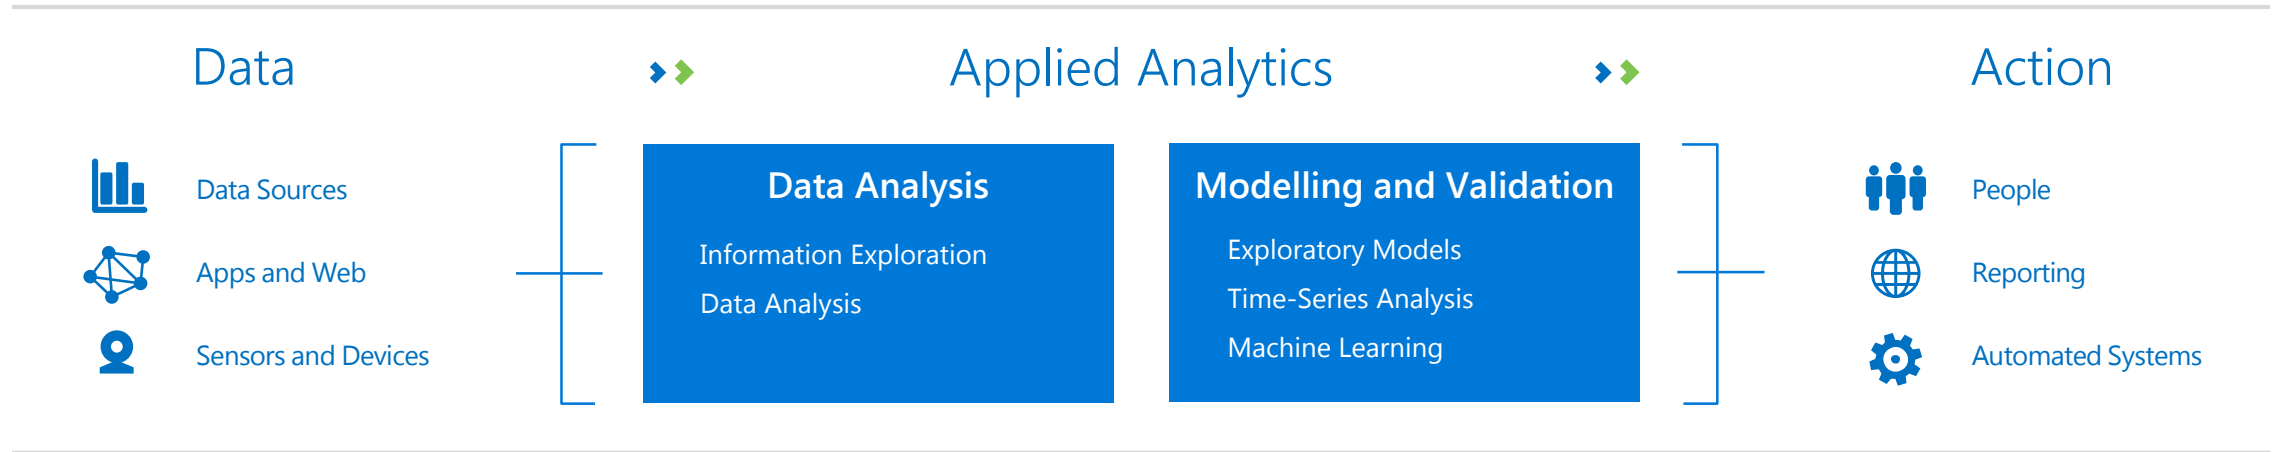 Data
Applied Analytics
Action
Data Sources
Apps and Web
Sensors and Devices
Data Analysis
Information Exploration
Data Analysis
Modelling and Validation
Exploratory Models
Time-Series Analysis
Machine Learning
People
Reporting
Automated Systems